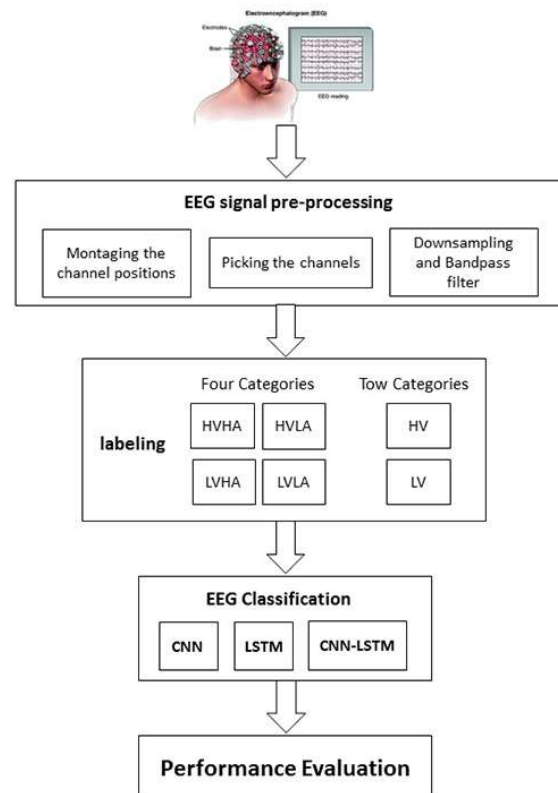 Electroencephalogram (EEG)
Electrodes
Brain
EEG reading
EEG signal pre-processing
Montaging the
channel positions
Picking the channels
Downsampling
and Bandpass
filter
Four Categories
Tow Categories
labeling
HVHA
HVLA
HV
LVHA
LVLA
LV
EEG Classification
CNN
LSTM
CNN-LSTM
Performance Evaluation